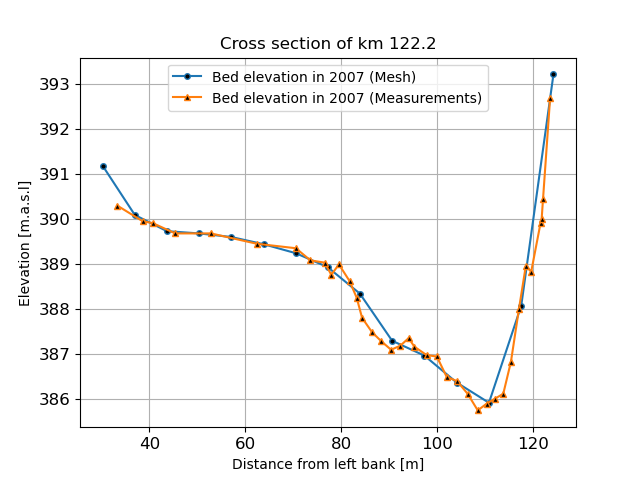 Cross section of km 122.2
Bed elevation in 2007 (Mesh)
Bed elevation in 2007 (Measurements)
Elevation [m.a.s.l]
393
392
391
390
389
388
387
386
40 60 80 100 120
Distance from left bank [m]